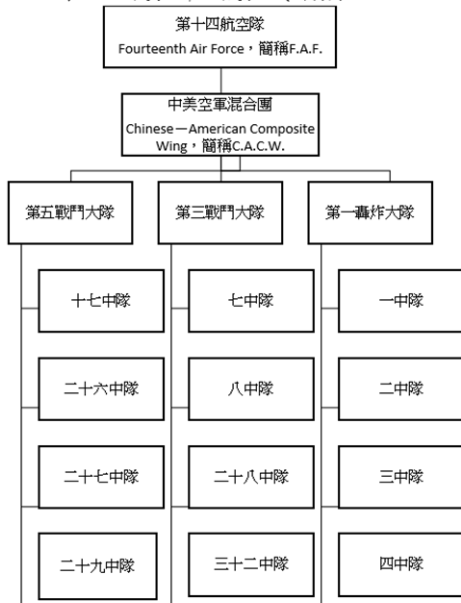 第十四航空隊
Fourteenth Air Force，簡稱F.A.F.
中美空軍混合團
Chinese－American Composite
Wing，簡稱C.A.C.W.
第五戰鬥大隊
第三戰鬥大隊
第一轟炸大隊
十七中隊
七中隊
一中隊
二十六中隊
八中隊
二中隊
二十七中隊
二十八中隊
三中隊
二十九中隊
三十二中隊
四中隊